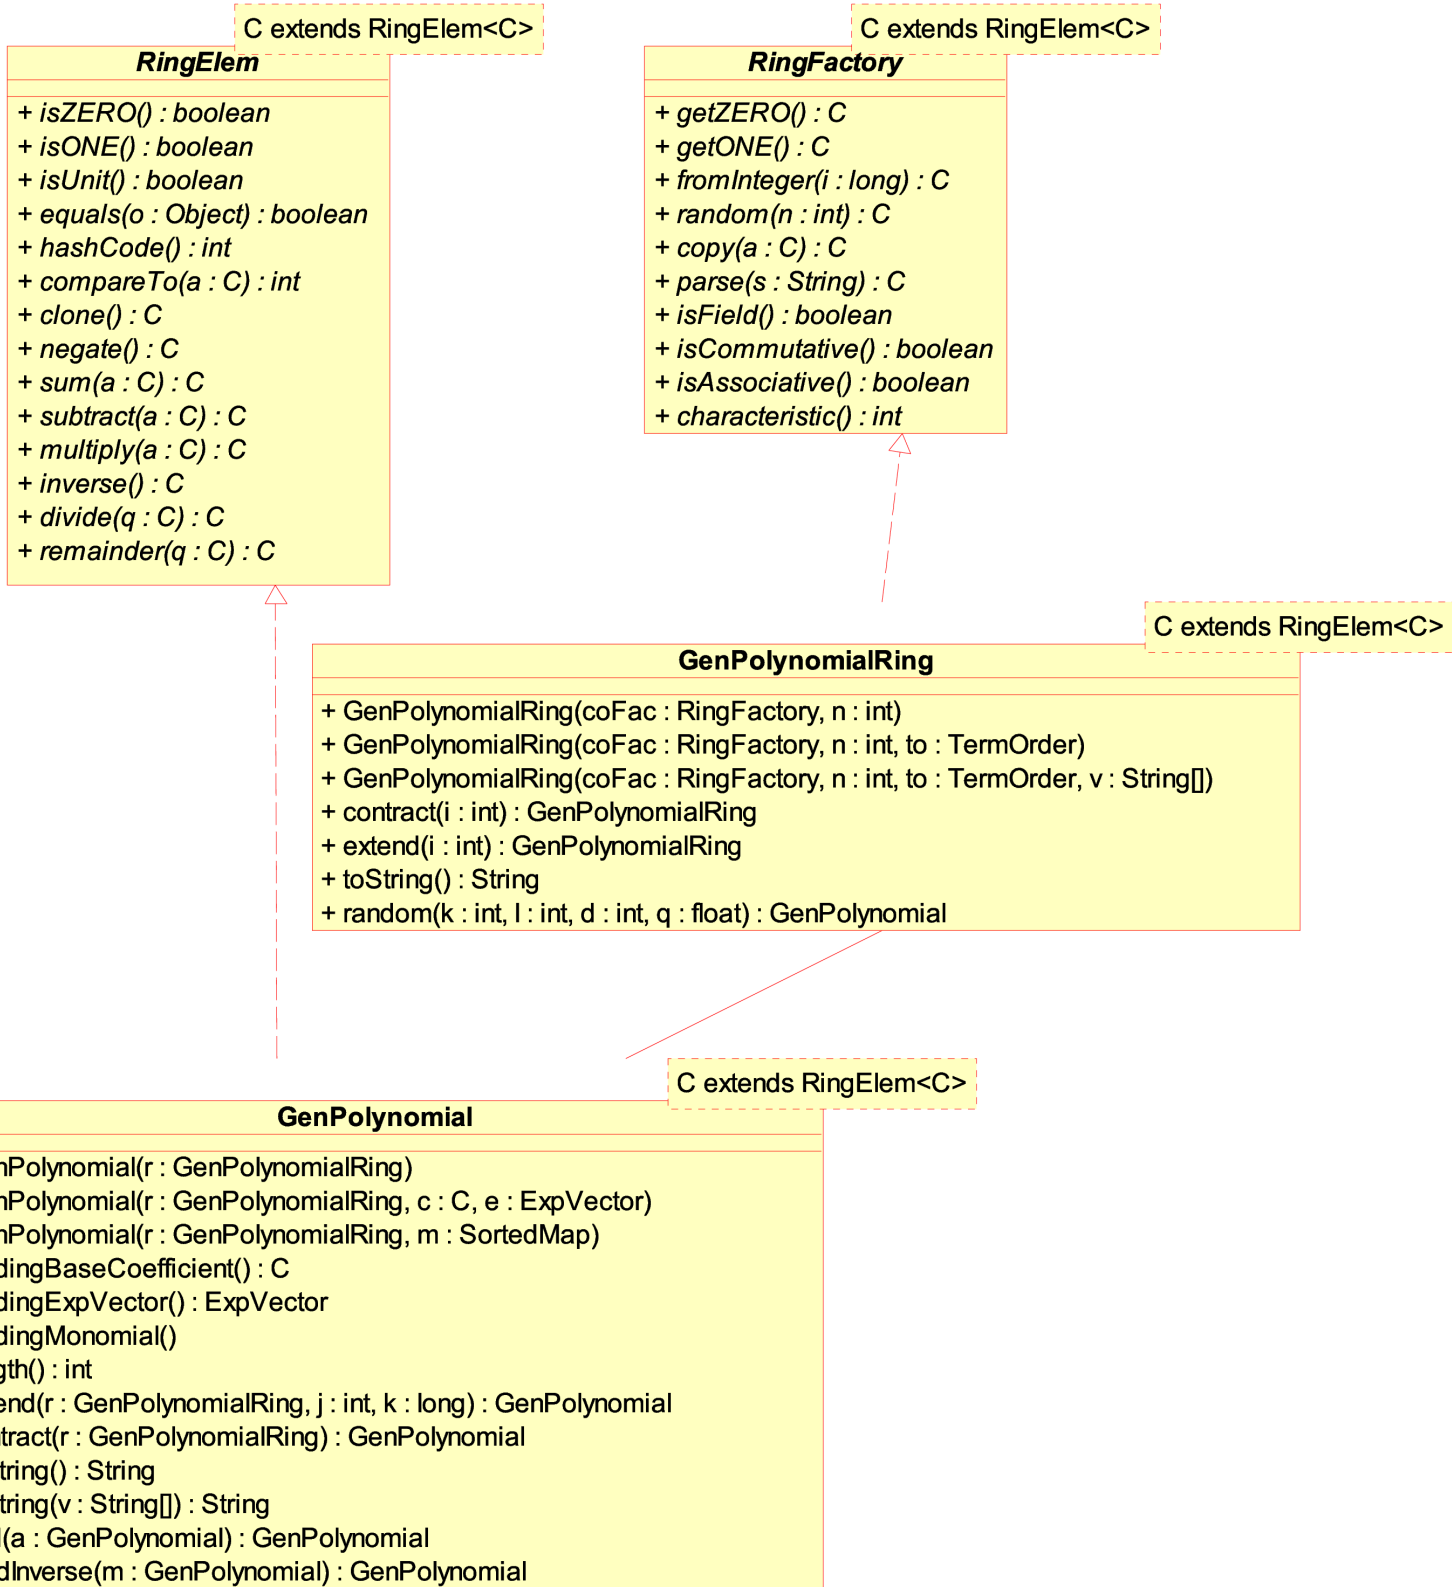 C extends RingElem<C>
RingElem
+ isZERO() : boolean
+ isONE() : boolean
+ isUnit() : boolean
+ equals(o : Object) : boolean
+ hashCode() : int
+ compareTo(a : C) : int
+ clone() : C
+ negate() : C
+ sum(a : C) : C
+ subtract(a : C) : C
+ multiply(a : C) : C
+ inverse() : C
+ divide(q : C) : C
+ remainder(q : C) : C
C extends RingElem<C>
RingFactory
+ getZERO() : C
+ getONE() : C
+ fromInteger(i : long) : C
+ random(n : int) : C
+ copy(a : C) : C
+ parse(s : String) : C
+ isField() : boolean
+ isCommutative() : boolean
+ isAssociative() : boolean
+ characteristic() : int
C extends RingElem<C>
GenPolynomialRing
+ GenPolynomialRing(coFac : RingFactory, n : int)
+ GenPolynomialRing(coFac : RingFactory, n : int, to : TermOrder)
+ GenPolynomialRing(coFac : RingFactory, n : int, to : TermOrder, v : String[])
+ contract(i : int) : GenPolynomialRing
+ extend(i : int) : GenPolynomialRing
+ toString() : String
+ random(k : int, l : int, d : int, q : float) : GenPolynomial
C extends RingElem<C>
GenPolynomial
nPolynomial(r : GenPolynomialRing)
nPolynomial(r : GenPolynomialRing, c : C, e : ExpVector)
nPolynomial(r : GenPolynomialRing, m : SortedMap)
dingBaseCoefficient() : C
dingExpVector() : ExpVector
dingMonomial()
gth() : int
end(r : GenPolynomialRing, j : int, k : long) : GenPolynomial
tract(r : GenPolynomialRing) : GenPolynomial
tring() : String
tring(v : String[]) : String
(a : GenPolynomial) : GenPolynomial
dInverse(m : GenPolynomial) : GenPolynomial